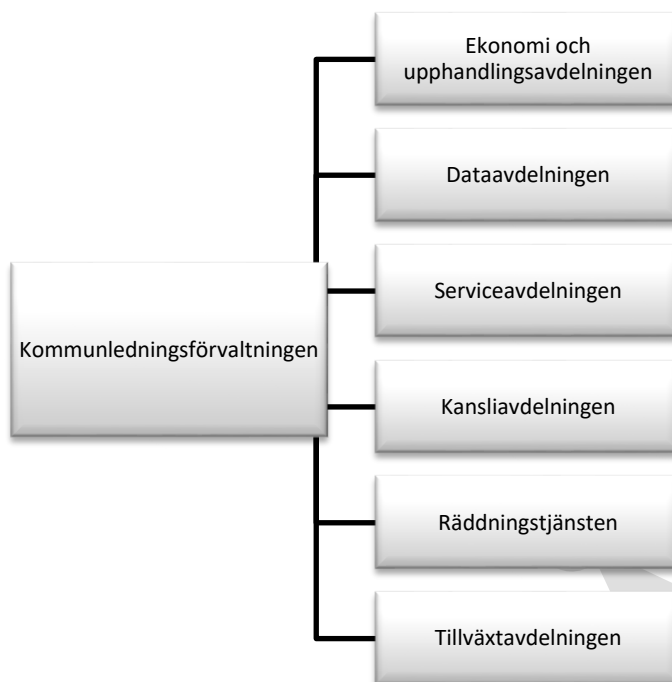 Ekonomi och
upphandlingsavdelningen
Dataavdelningen
Serviceavdelningen
Kommunledningsförvaltningen
Kansliavdelningen
Räddningstjänsten
Tillväxtavdelningen